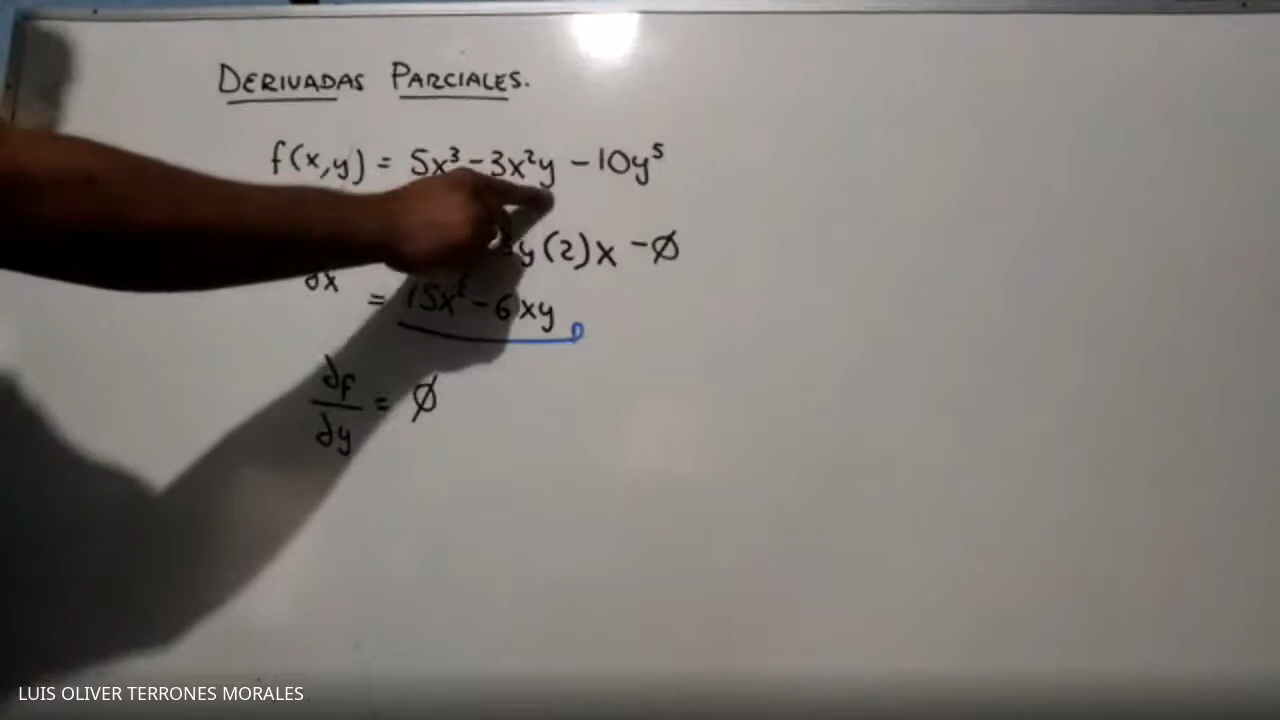 DERIVADAS PARCIALES.
f(x,y) = 5x³ - 3x²y - 10y⁵
y(2)x - Ø
∂x
= 15x² - 6xy
∂f
= Ø
∂y
LUIS OLIVER TERRONES MORALES